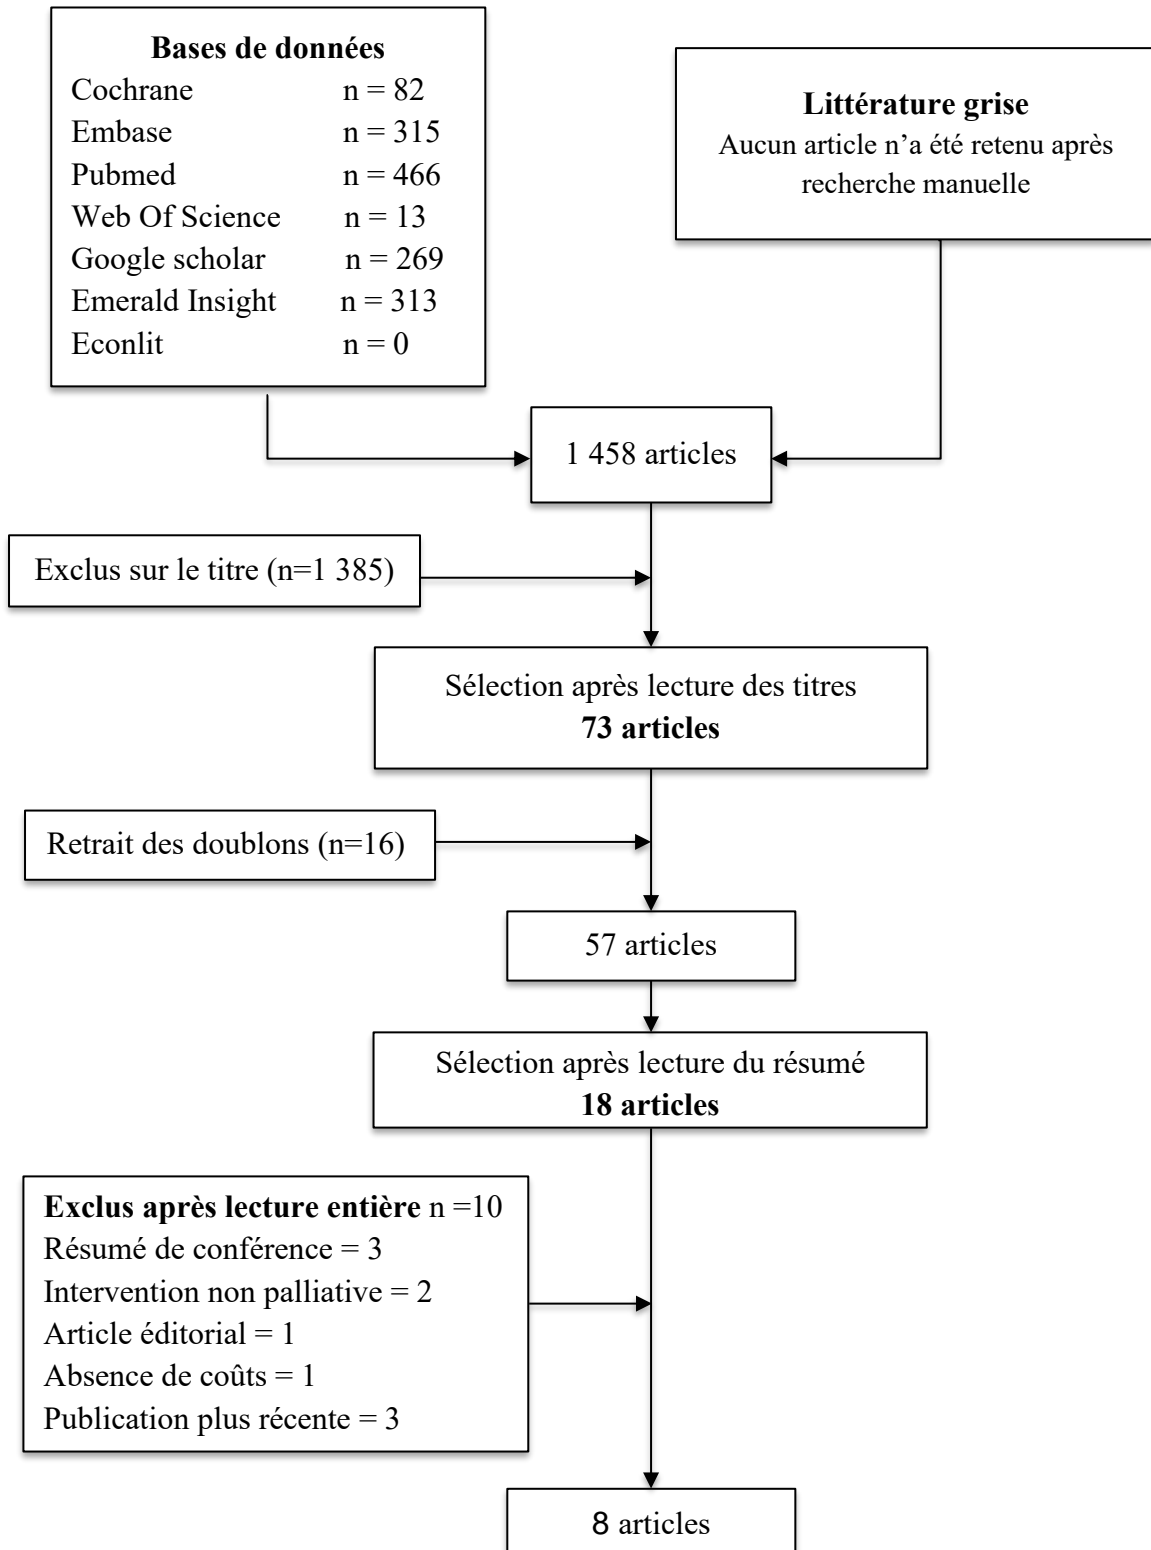 Bases de données
Cochrane n = 82
Embase n = 315
Pubmed n = 466
Web Of Science n = 13
Google scholar n = 269
Emerald Insight n = 313
Econlit n = 0
Littérature grise
Aucun article n’a été retenu après
recherche manuelle
1 458 articles
Exclus sur le titre (n=1 385)
Sélection après lecture des titres
73 articles
Retrait des doublons (n=16)
57 articles
Sélection après lecture du résumé
18 articles
Exclus après lecture entière n =10
Résumé de conférence = 3
Intervention non palliative = 2
Article éditorial = 1
Absence de coûts = 1
Publication plus récente = 3
8 articles